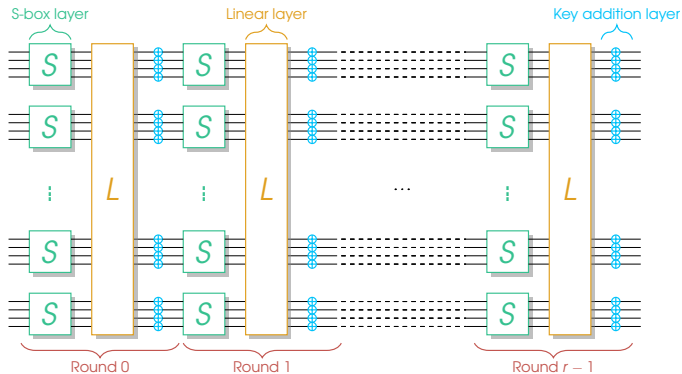 S-box layer
Linear layer
Key addition layer
S
S
S
S
S
S
L
L
...
L
S
S
S
S
S
S
Round 0
Round 1
Round r − 1